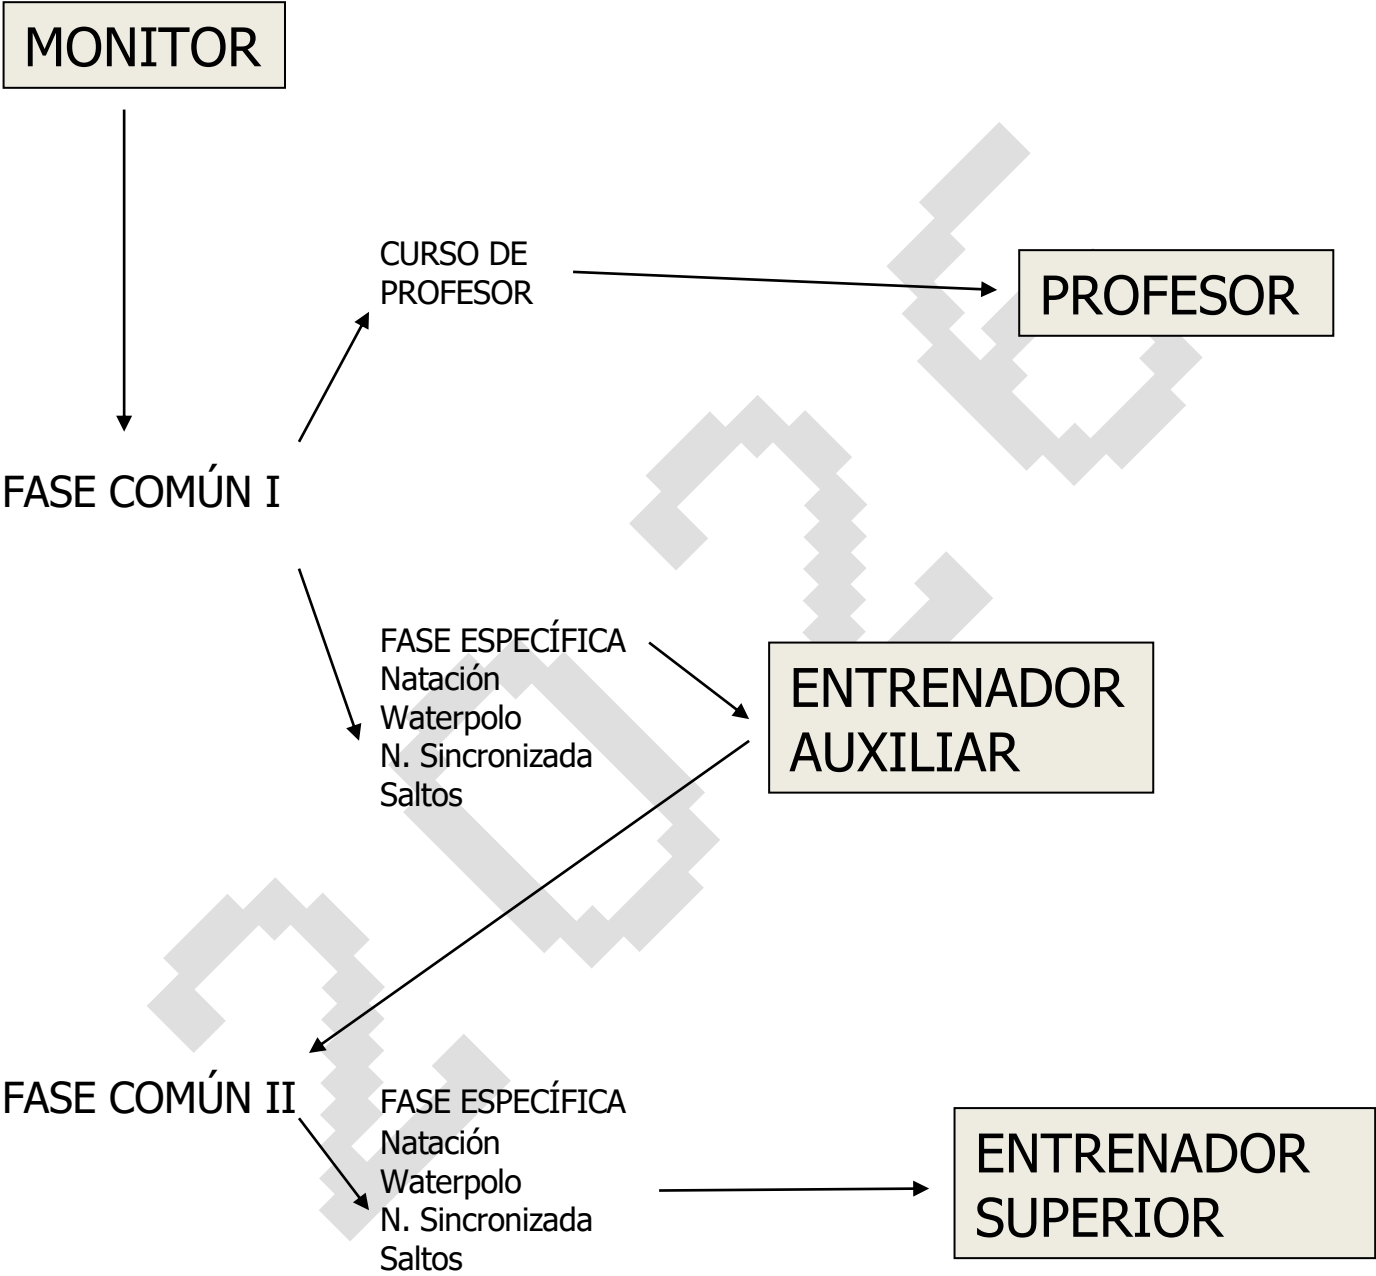 MONITOR
CURSO DE
PROFESOR
PROFESOR
FASE COMÚN I
FASE ESPECÍFICA
Natación
Waterpolo
N. Sincronizada
Saltos
ENTRENADOR
AUXILIAR
FASE COMÚN II
FASE ESPECÍFICA
Natación
Waterpolo
N. Sincronizada
Saltos
ENTRENADOR
SUPERIOR
2026